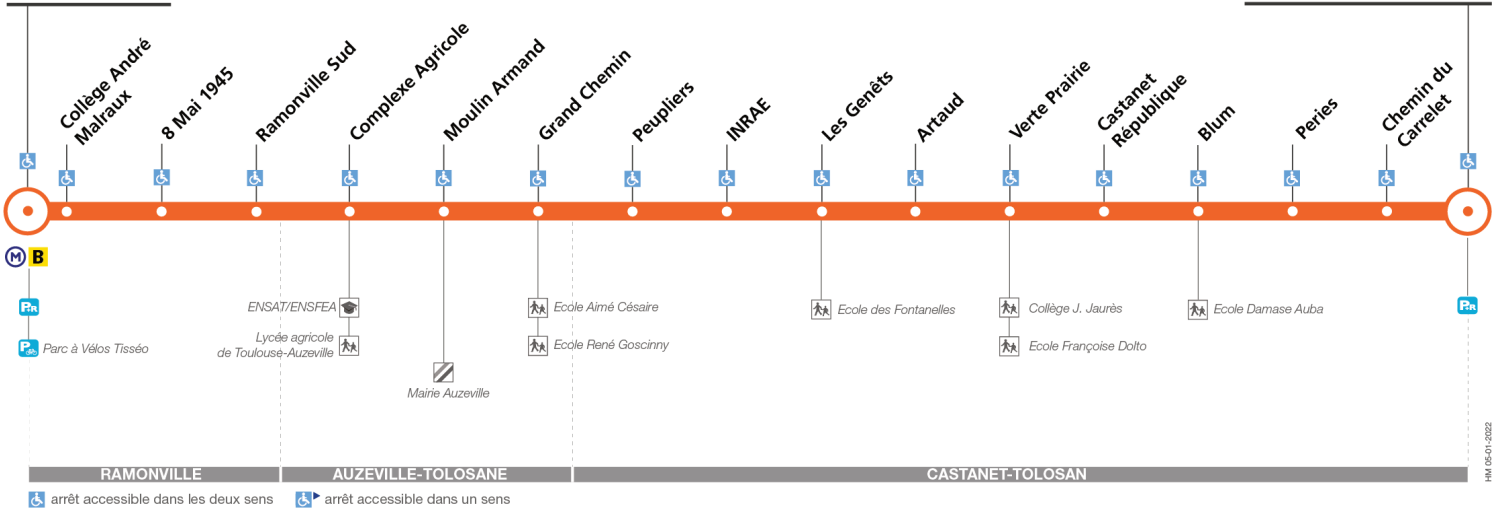 Collège André
Malraux
8 Mai 1945
Ramonville Sud
Complexe Agricole
Moulin Armand
Grand Chemin
Peupliers
INRAE
Les Genêts
Artaud
Verte Prairie
Castanet
République
Blum
Peries
Chemin du
Carrelet
M B
P+R
P
Parc à Vélos Tisséo
ENSAT/ENSFEA
Lycée agricole
de Toulouse-Auzeville
Mairie Auzeville
Ecole Aimé Césaire
Ecole René Goscinny
Ecole des Fontanelles
Collège J. Jaurès
Ecole Françoise Dolto
Ecole Damase Auba
P+R
HM 05-01-2022
RAMONVILLE
AUZEVILLE-TOLOSANE
CASTANET-TOLOSAN
arrêt accessible dans les deux sens
arrêt accessible dans un sens